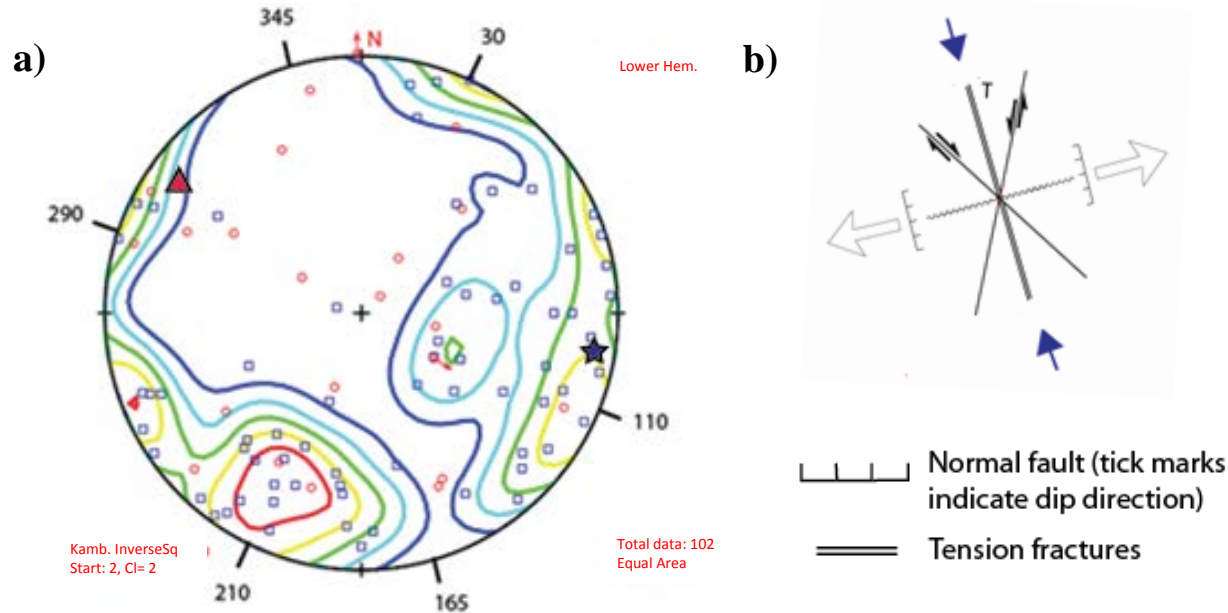 a)
345
N
30
Lower Hem.
b)
T
290
110
Normal fault (tick marks
indicate dip direction)
Tension fractures
Kamb. InverseSq
Start: 2, CI= 2
Total data: 102
Equal Area
210
165